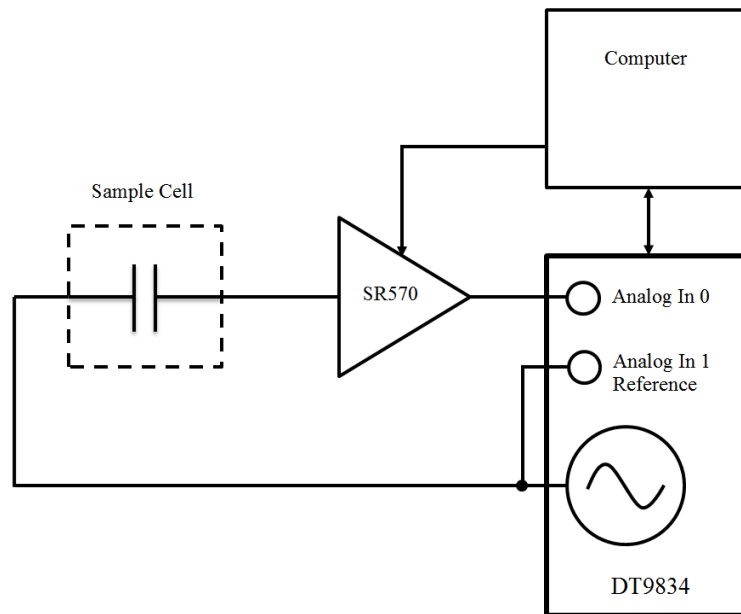 Computer
Sample Cell
SR570
Analog In 0
Analog In 1
Reference
DT9834